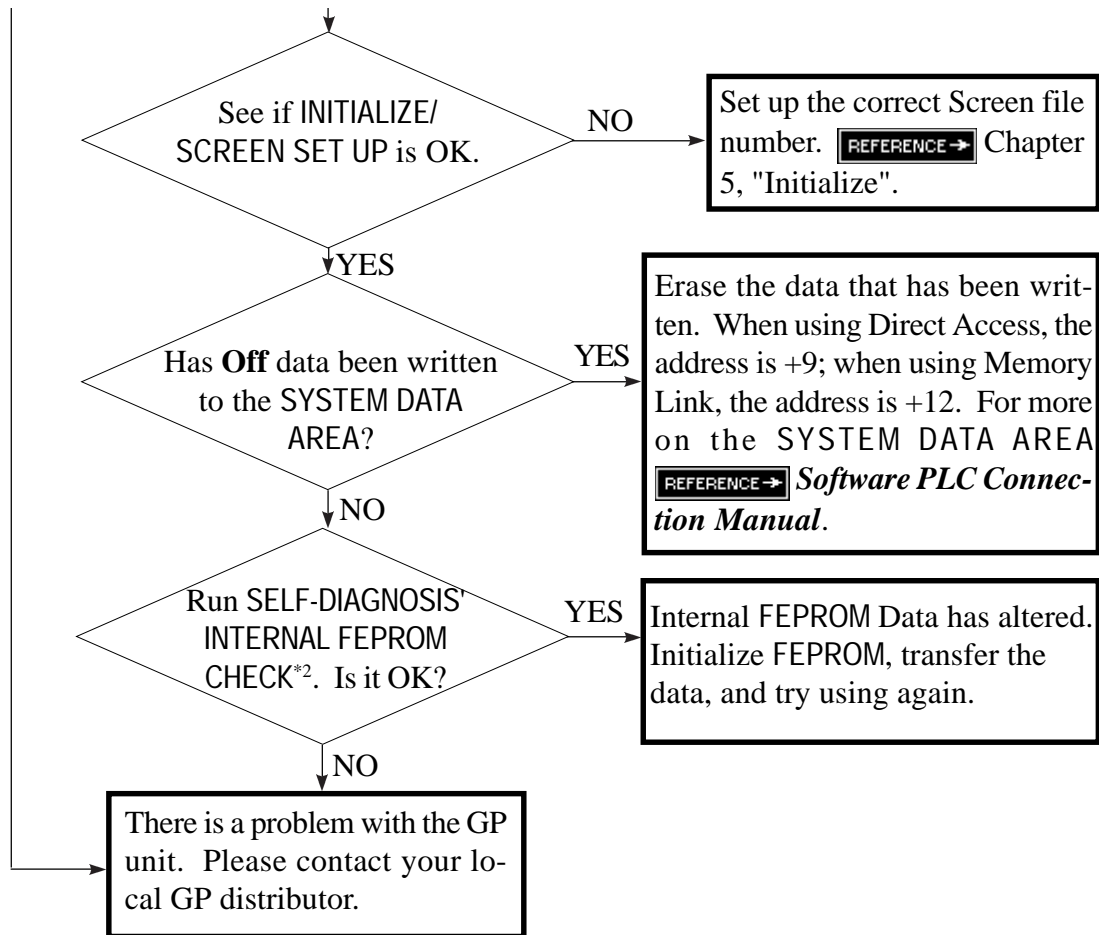 See if INITIALIZE/
SCREEN SET UP is OK.
NO
Set up the correct Screen file
number. REFERENCE→ Chapter
5, "Initialize".
YES
Has Off data been written
to the SYSTEM DATA
AREA?
YES
Erase the data that has been writ-
ten. When using Direct Access, the
address is +9; when using Memory
Link, the address is +12. For more
on the SYSTEM DATA AREA
REFERENCE→ Software PLC Connec-
tion Manual.
NO
Run SELF-DIAGNOSIS'
INTERNAL FEPROM
CHECK*2. Is it OK?
YES
Internal FEPROM Data has altered.
Initialize FEPROM, transfer the
data, and try using again.
NO
There is a problem with the GP
unit. Please contact your lo-
cal GP distributor.